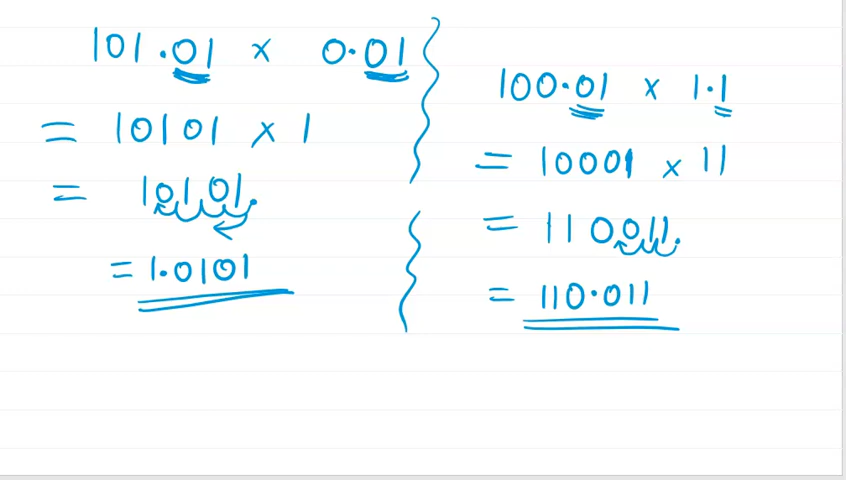 101.01 x 0.01
= 10101 x 1
= 10101.
= 1.0101
100.01 x 1.1
= 10001 x 11
= 110011.
= 110.011